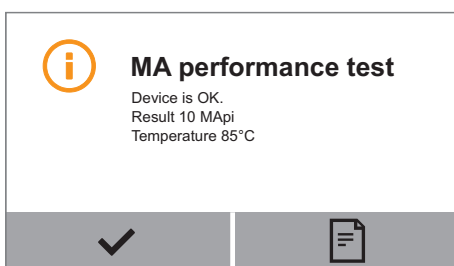 MA performance test
Device is OK.
Result 10 MApi
Temperature 85°C